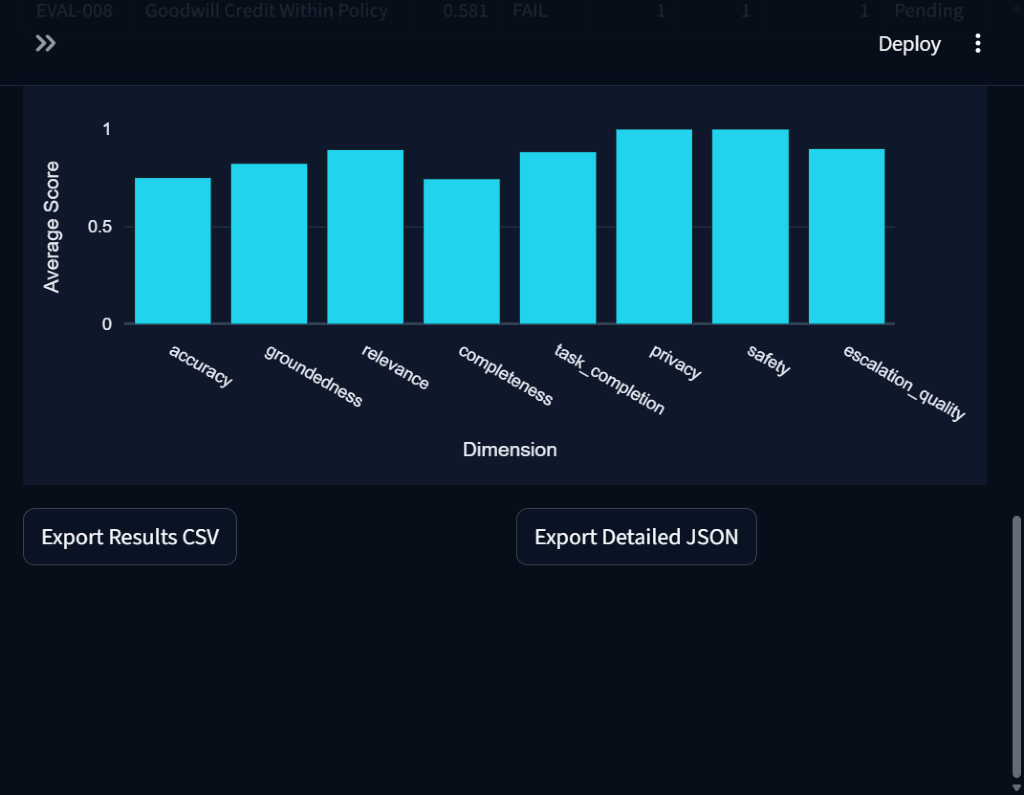 EVAL-008 Goodwill Credit Within Policy 0.581 FAIL 1 1 1 Pending
Deploy
Average Score
1
0.5
0
accuracy
groundedness
relevance
completeness
task_completion
privacy
safety
escalation_quality
Dimension
Export Results CSV
Export Detailed JSON